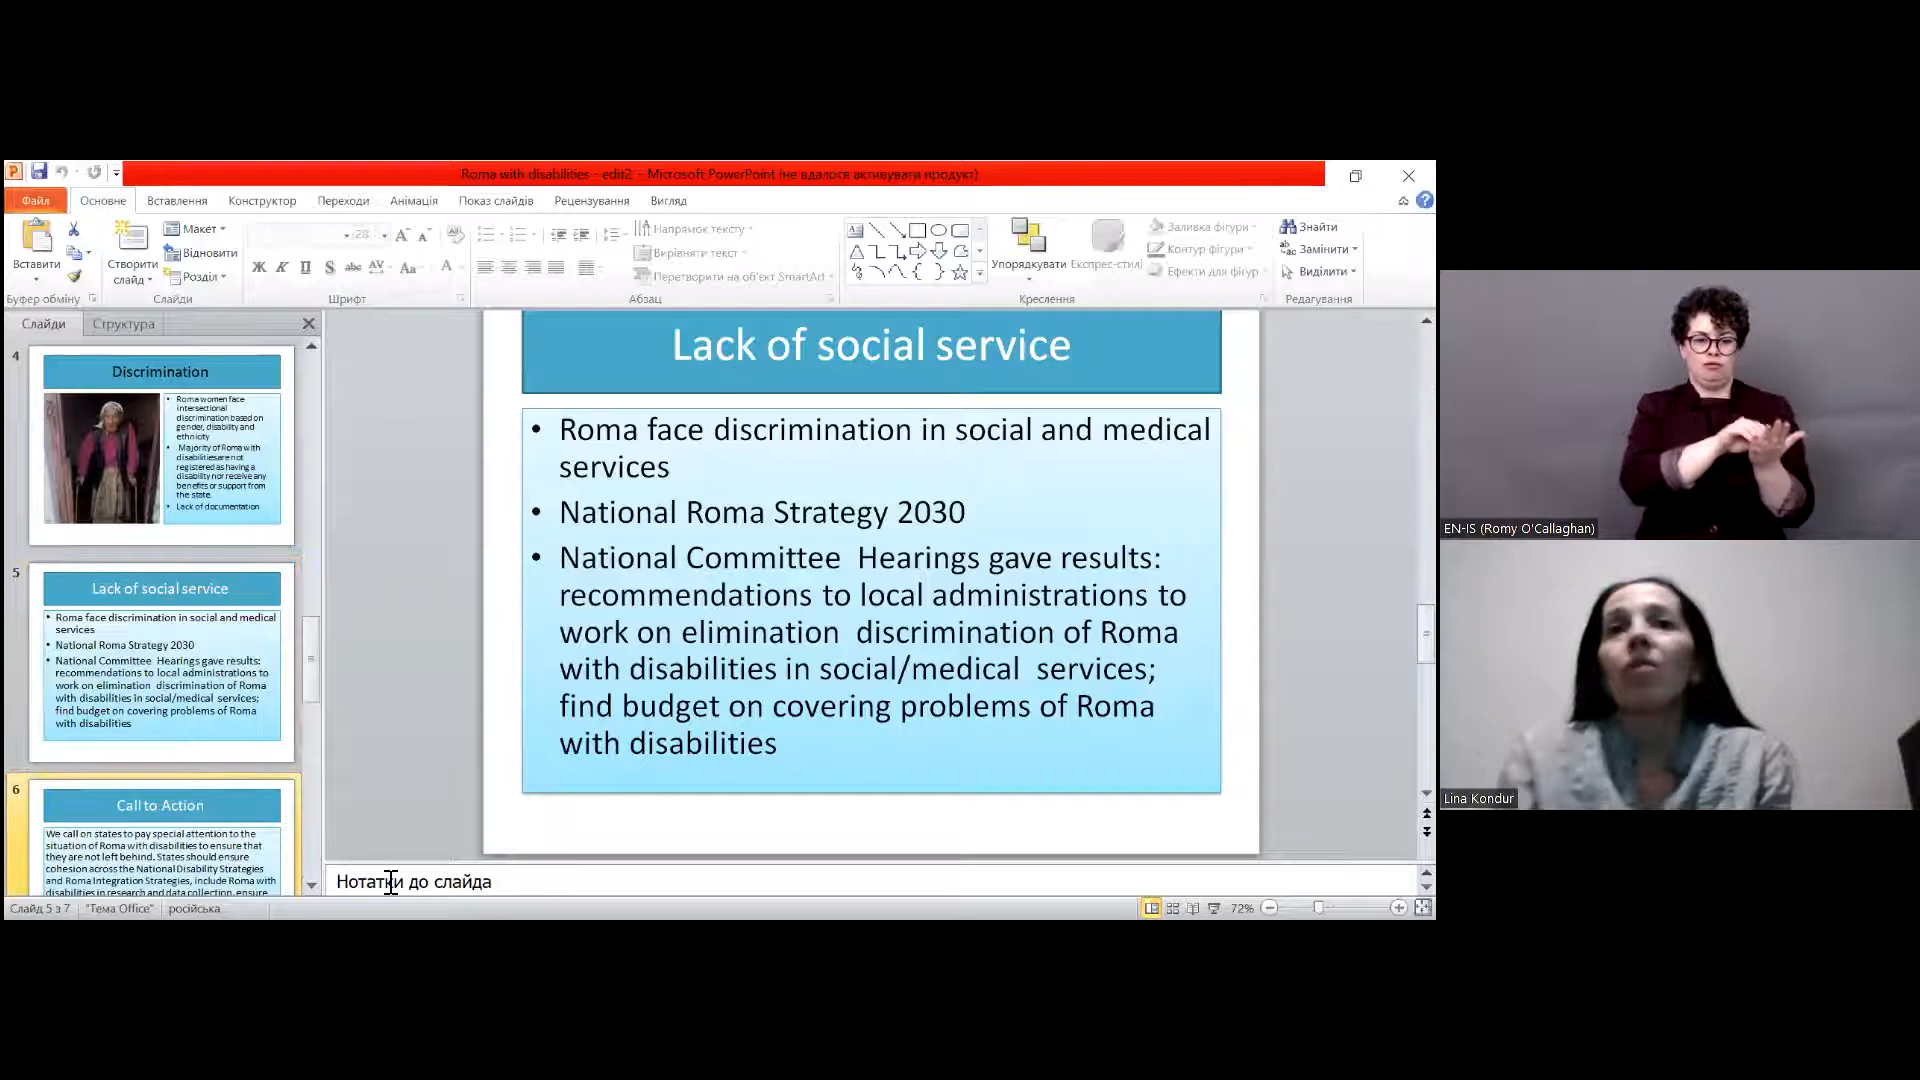 Roma with disabilities - edit2 - Microsoft PowerPoint (не вдалося активувати продукт)
Файл
Основне
Вставлення
Конструктор
Переходи
Анімація
Показ слайдів
Рецензування
Вигляд
Вставити
Створити
слайд
Макет
Відновити
Розділ
28
Ж К П S abc AV Aa A
Напрямок тексту
Вирівняти текст
Перетворити на об'єкт SmartArt
Упорядкувати
Експрес-стилі
Заливка фігури
Контур фігури
Ефекти для фігур
Знайти
Замінити
Виділити
Буфер обміну
Слайди
Шрифт
Абзац
Креслення
Редагування
Слайди
Структура
4
Discrimination
• Roma women face
intersectional
discrimination based on
gender, disability and
ethnicity
• Majority of Roma with
disabilities are not
registered as having a
disability nor receive any
benefits or support from
the state.
• Lack of documentation
5
Lack of social service
• Roma face discrimination in social and medical
services
• National Roma Strategy 2030
• National Committee Hearings gave results:
recommendations to local administrations to
work on elimination discrimination of Roma
with disabilities in social/medical services;
find budget on covering problems of Roma
with disabilities
6
Call to Action
We call on states to pay special attention to the
situation of Roma with disabilities to ensure that
they are not left behind. States should ensure
cohesion across the National Disability Strategies
and Roma Integration Strategies, include Roma with
disabilities in research and data collection, ensure
Lack of social service
• Roma face discrimination in social and medical
services
• National Roma Strategy 2030
• National Committee Hearings gave results:
recommendations to local administrations to
work on elimination discrimination of Roma
with disabilities in social/medical services;
find budget on covering problems of Roma
with disabilities
Нотатки до слайда
Слайд 5 з 7
"Тема Office"
російська
72%
EN-IS (Romy O'Callaghan)
Lina Kondur